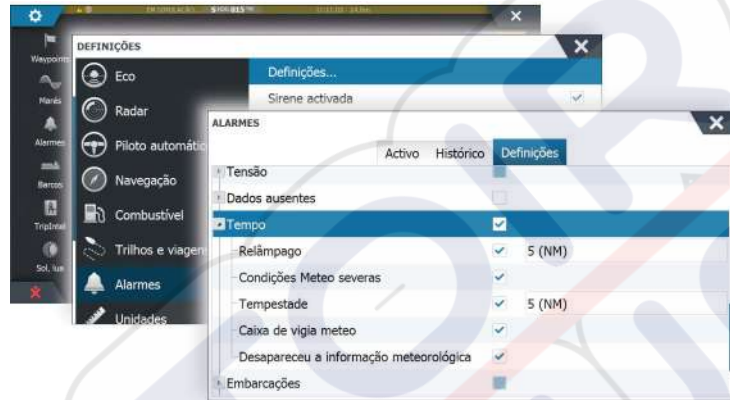 EM SIMULAÇÃO
Waypoints
Marés
Alarmes
Barcos
TripIntel
Sol, lua
DEFINIÇÕES
Eco
Radar
Piloto automátic
Navegação
Combustível
Trilhos e viagen
Alarmes
Unidades
Definições...
Sirene activada
ALARMES
Activo Histórico Definições
Tensão
Dados ausentes
Tempo
Relâmpago 5 (NM)
Condições Meteo severas
Tempestade 5 (NM)
Caixa de vigia meteo
Desapareceu a informação meteorológica
Embarcações